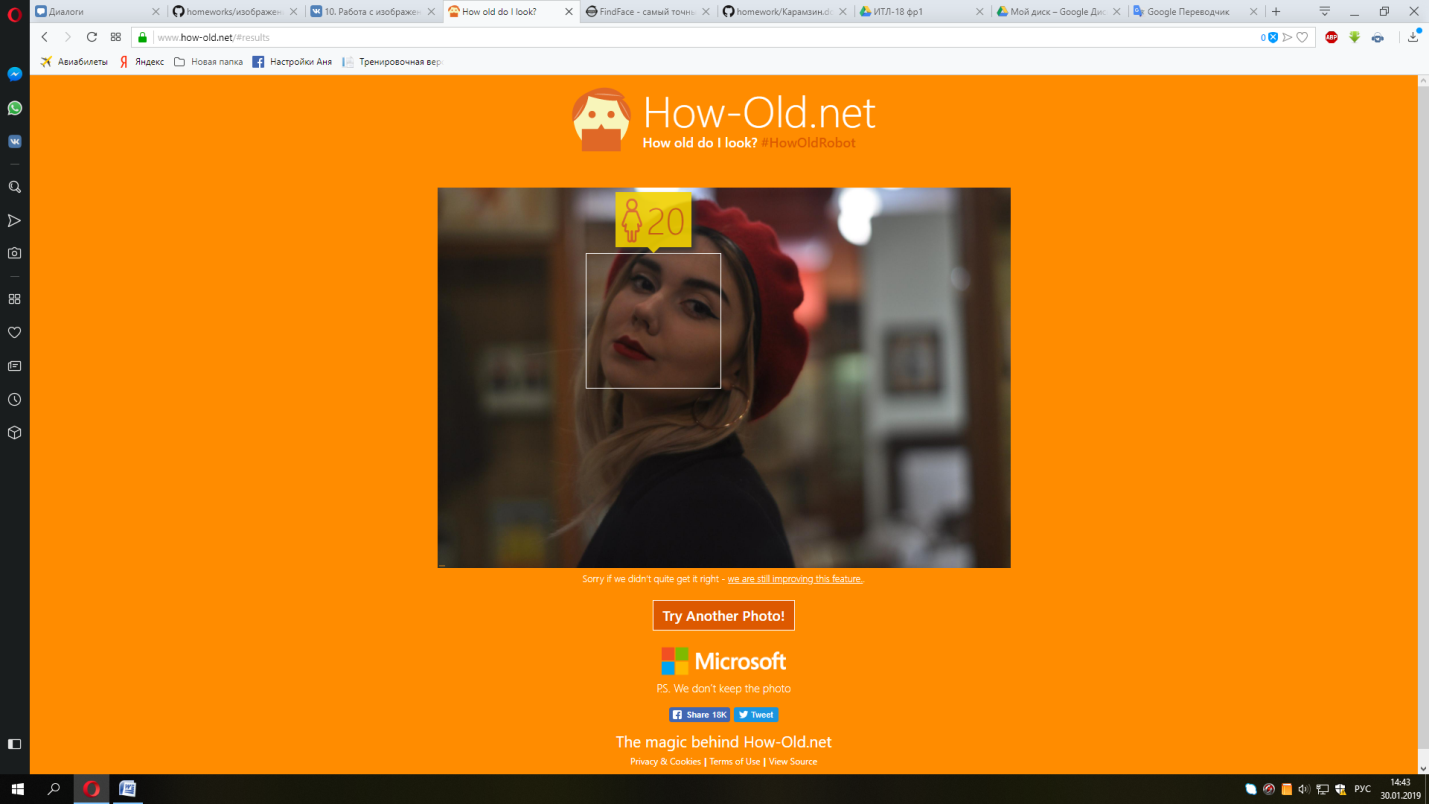 Диалоги
homeworks/изображен
10. Работа с изображен
How old do I look?
FindFace - самый точны
homework/Карамзин.do
ИТЛ-18 фр1
Мой диск – Google Дис
Google Переводчик
www.how-old.net/#results
0
ABP
Авиабилеты
Яндекс
Новая папка
Настройки Аня
Тренировочная вер
How-Old.net
How old do I look? #HowOldRobot
20
Sorry if we didn't quite get it right - we are still improving this feature.
Try Another Photo!
Microsoft
P.S. We don't keep the photo
Share 18K
Tweet
The magic behind How-Old.net
Privacy & Cookies | Terms of Use | View Source
РУС
14:43
30.01.2019